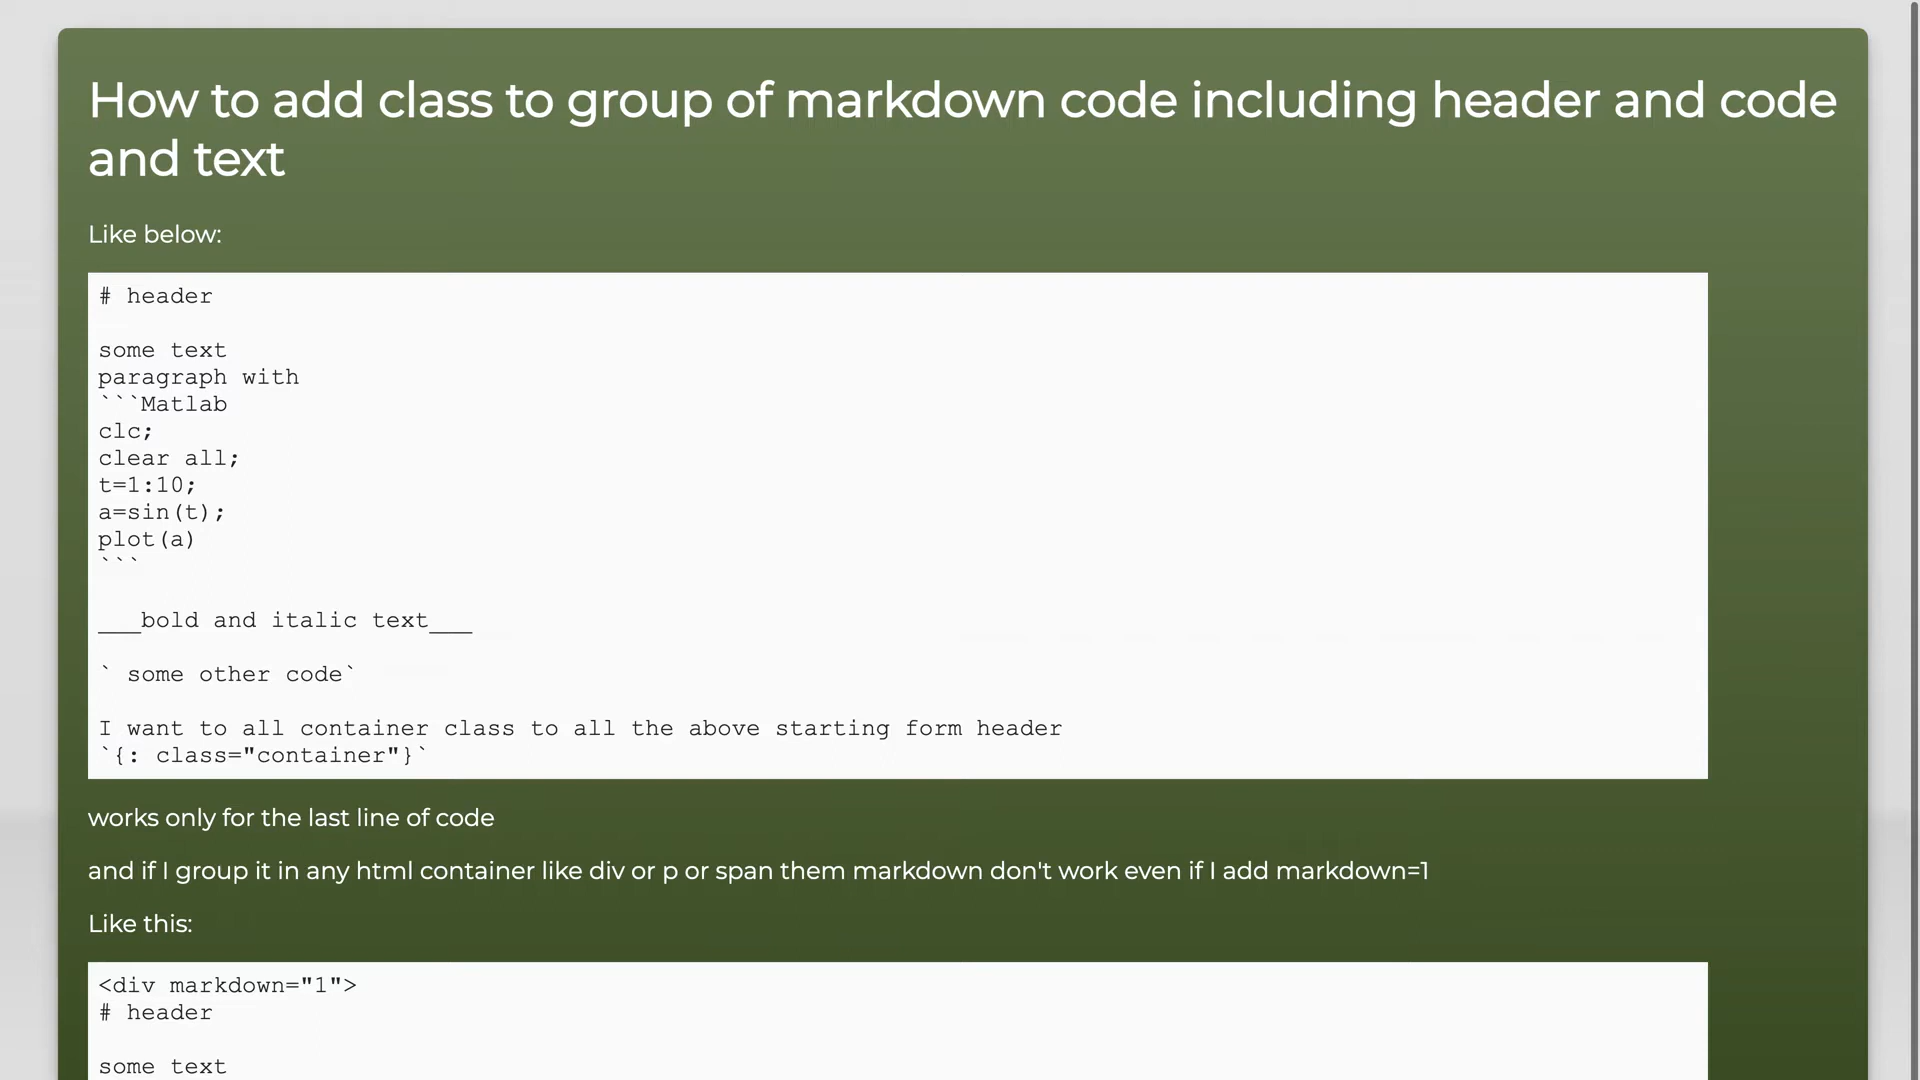 How to add class to group of markdown code including header and code
and text
Like below:
# header
some text
paragraph with
```Matlab
clc;
clear all;
t=1:10;
a=sin(t);
plot(a)
```
___bold and italic text___
` some other code`
I want to all container class to all the above starting form header
`{: class="container"}`
works only for the last line of code
and if I group it in any html container like div or p or span them markdown don't work even if I add markdown=1
Like this:
<div markdown="1">
# header
some text